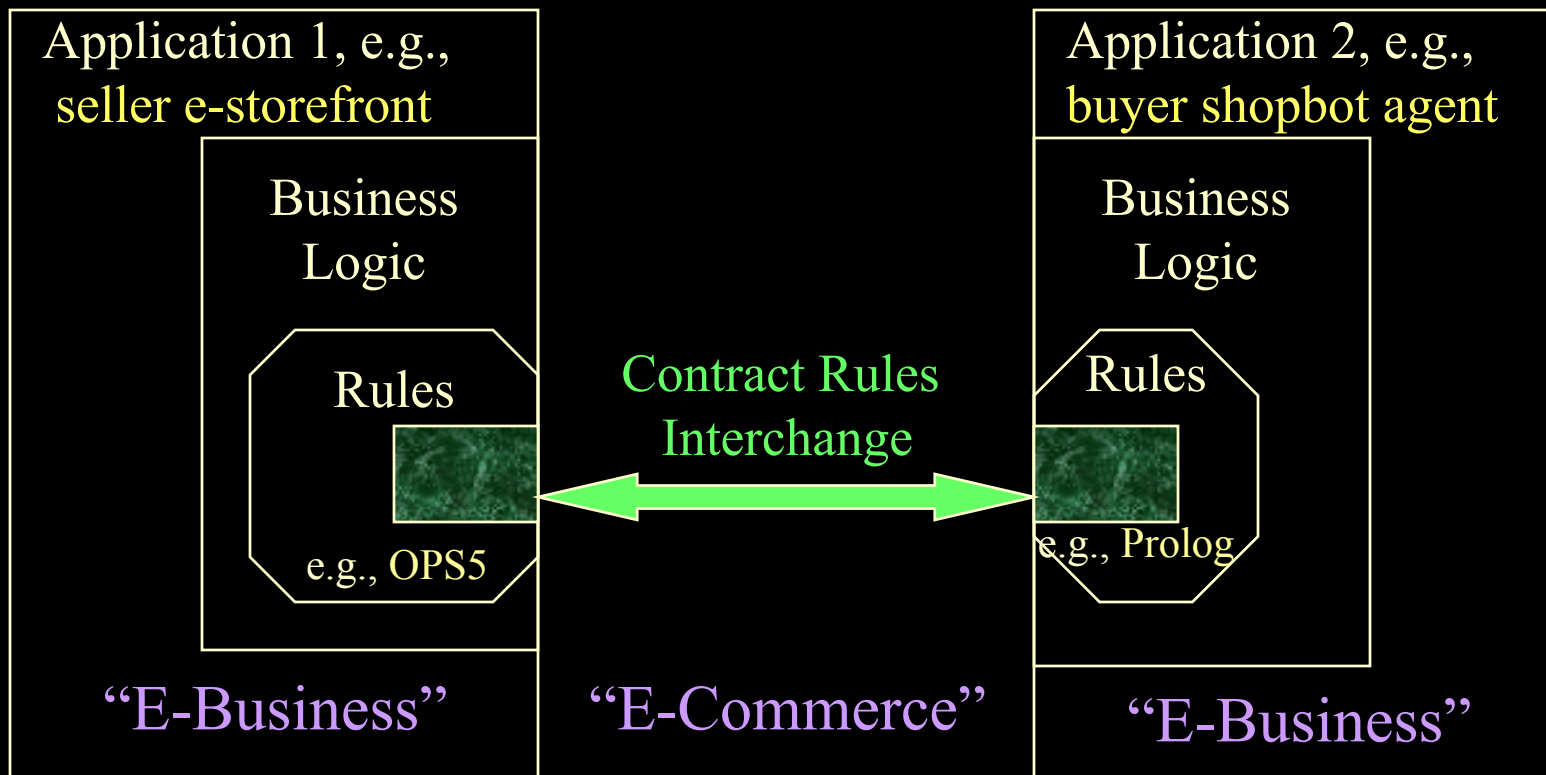 Application 1, e.g.,
seller e-storefront
Business
Logic
Rules
e.g., OPS5
“E-Business”
Contract Rules
Interchange
“E-Commerce”
Application 2, e.g.,
buyer shopbot agent
Business
Logic
Rules
e.g., Prolog
“E-Business”